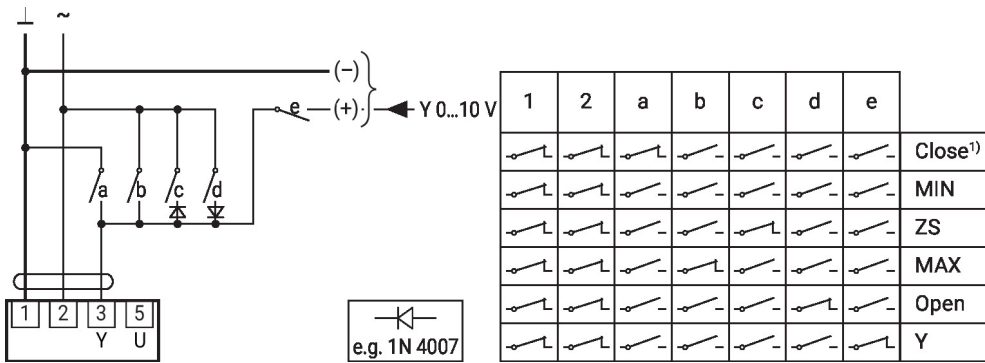 ⊥ ~
(–)
e (+) Y 0...10 V
a b c d
1 2 3 5
Y U
e.g. 1N 4007
1 2 a b c d e
Close¹⁾
MIN
ZS
MAX
Open
Y